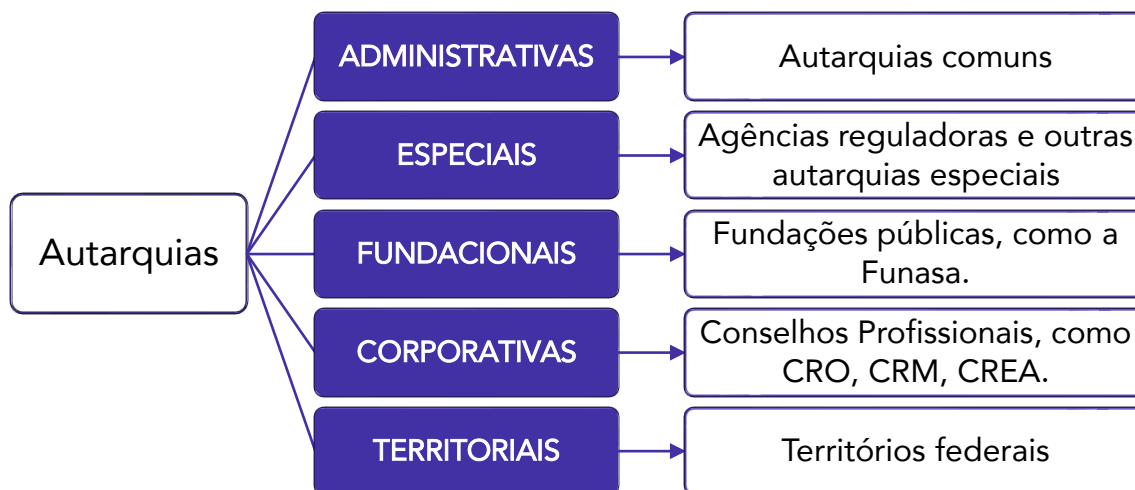 Autarquias
ADMINISTRATIVAS
Autarquias comuns
ESPECIAIS
Agências reguladoras e outras
autarquias especiais
FUNDACIONAIS
Fundações públicas, como a
Funasa.
CORPORATIVAS
Conselhos Profissionais, como
CRO, CRM, CREA.
TERRITORIAIS
Territórios federais